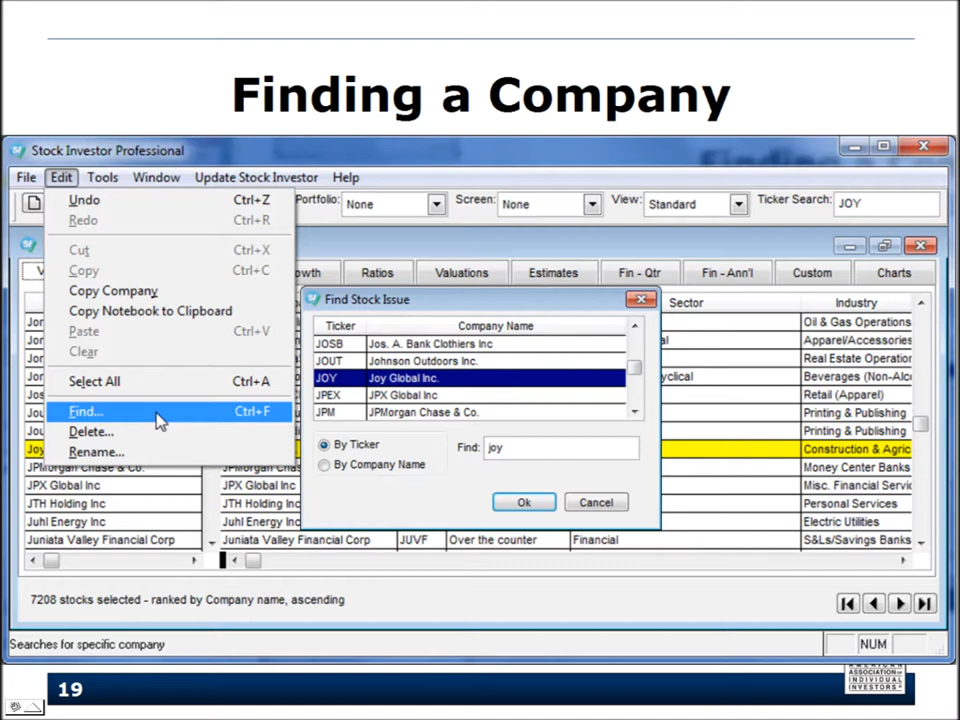 Finding a Company
Stock Investor Professional
File Edit Tools Window Update Stock Investor Help
Portfolio: None Screen: None View: Standard Ticker Search: JOY
Undo Ctrl+Z
Redo Ctrl+R
Cut Ctrl+X
Copy Ctrl+C
Copy Company
Copy Notebook to Clipboard
Paste Ctrl+V
Clear
Select All Ctrl+A
Find... Ctrl+F
Delete...
Rename...
Ratios Valuations Estimates Fin - Qtr Fin - Ann'l Custom Charts
Sector Industry
Oil & Gas Operations
Apparel/Accessories
Real Estate Operation
Beverages (Non-Alc
Retail (Apparel)
Printing & Publishing
Printing & Publishing
Construction & Agric
Money Center Banks
Misc. Financial Servic
Personal Services
Electric Utilities
S&Ls/Savings Banks
Find Stock Issue
Ticker Company Name
JOSB Jos. A. Bank Clothiers Inc
JOUT Johnson Outdoors Inc.
JOY Joy Global Inc.
JPEX JPX Global Inc
JPM JPMorgan Chase & Co.
By Ticker
By Company Name
Find: joy
Ok Cancel
JPMorgan Chase & Co.
JPX Global Inc JPX Global Inc
JTH Holding Inc JTH Holding Inc
Juhl Energy Inc Juhl Energy Inc
Juniata Valley Financial Corp Juniata Valley Financial Corp JUVF Over the counter Financial
7208 stocks selected - ranked by Company name, ascending
Searches for specific company NUM
19
AMERICAN
ASSOCIATION OF
INDIVIDUAL
INVESTORS